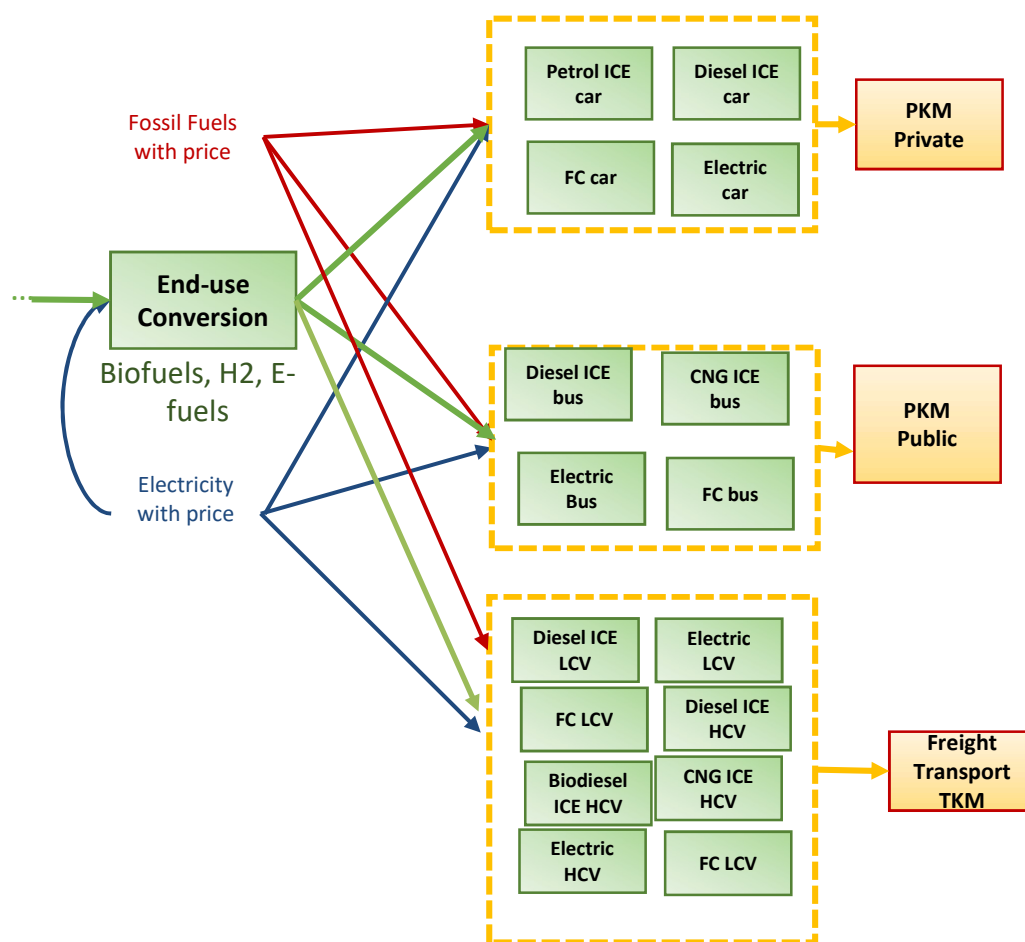 Fossil Fuels
with price
End-use
Conversion
Biofuels, H2, E-
fuels
Electricity
with price
Petrol ICE
car
Diesel ICE
car
FC car
Electric
car
PKM
Private
Diesel ICE
bus
CNG ICE
bus
Electric
Bus
FC bus
PKM
Public
Diesel ICE
LCV
Electric
LCV
FC LCV
Diesel ICE
HCV
Biodiesel
ICE HCV
CNG ICE
HCV
Electric
HCV
FC LCV
Freight
Transport
TKM